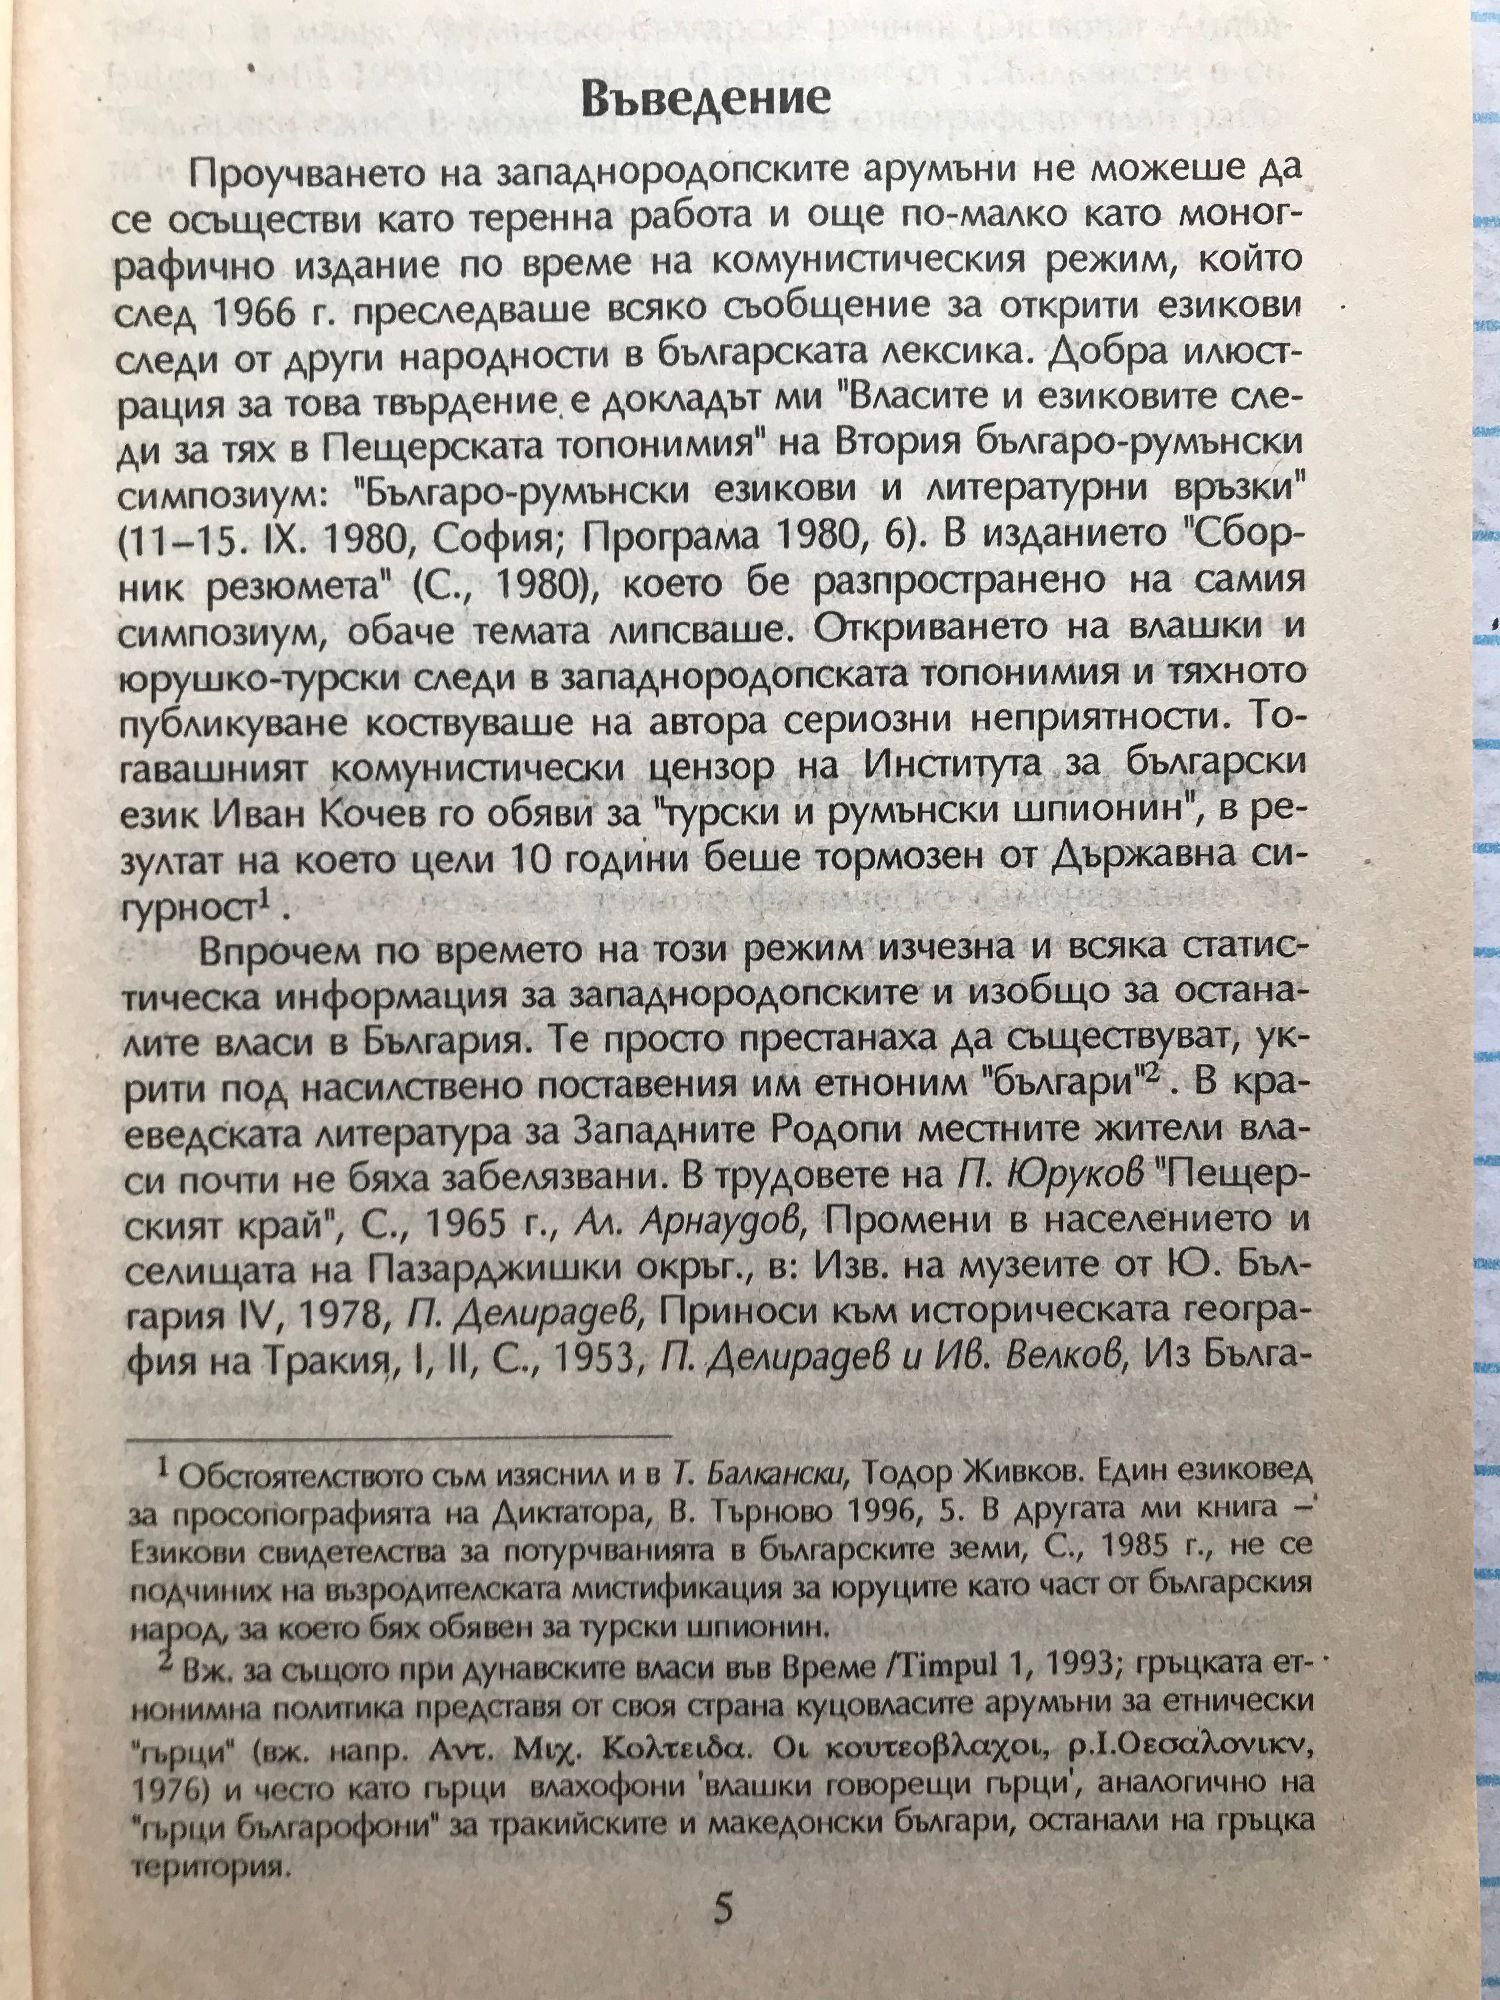 Въведение
Проучването на западнородопските арумъни не можеше да
се осъществи като теренна работа и още по-малко като моног-
рафично издание по време на комунистическия режим, който
след 1966 г. преследваше всяко съобщение за открити езикови
следи от други народности в българската лексика. Добра илюст-
рация за това твърдение е докладът ми "Власите и езиковите сле-
ди за тях в Пещерската топонимия" на Втория българо-румънски
симпозиум: "Българо-румънски езикови и литературни връзки"
(11–15. IX. 1980, София; Програма 1980, 6). В изданието "Сбор-
ник резюмета" (С., 1980), което бе разпространено на самия
симпозиум, обаче темата липсваше. Откриването на влашки и
юрушко-турски следи в западнородопската топонимия и тяхното
публикуване костваше на автора сериозни неприятности. То-
гавашният комунистически цензор на Института за български
език Иван Кочев го обяви за "турски и румънски шпионин", в ре-
зултат на което цели 10 години беше тормозен от Държавна си-
гурност¹ .
Впрочем по времето на този режим изчезна и всяка статис-
тическа информация за западнородопските и изобщо за остана-
лите власи в България. Те просто престанаха да съществуват, ук-
рити под насилствено поставения им етноним "българи"² . В кра-
еведската литература за Западните Родопи местните жители вла-
си почти не бяха забелязвани. В трудовете на П. Юруков "Пещер-
ският край", С., 1965 г., Ал. Арнаудов, Промени в населението и
селищата на Пазарджишки окръг., в: Изв. на музеите от Ю. Бъл-
гария IV, 1978, П. Делирадев, Приноси към историческата геогра-
фия на Тракия, I, II, С., 1953, П. Делирадев и Ив. Велков, Из Бълга-
¹ Обстоятелството съм изяснил и в Т. Балкански, Тодор Живков. Един езиковед
за просопографията на Диктатора, В. Търново 1996, 5. В другата ми книга –
Езикови свидетелства за потурчванията в българските земи, С., 1985 г., не се
подчиних на възродителската мистификация за юруците като част от българския
народ, за което бях обявен за турски шпионин.
² Вж. за същото при дунавските власи във Време /Timpul 1, 1993; гръцката ет-
нонимна политика представя от своя страна куцовласите арумъни за етнически
"гърци" (вж. напр. Αντ. Μιχ. Κολτειδα. Οι κουτεοβλαχοι, ρ.Ι.Οεσαλονικν,
1976) и често като гърци влахофони 'влашки говорещи гърци', аналогично на
"гърци българофони" за тракийските и македонски българи, останали на гръцка
територия.
5